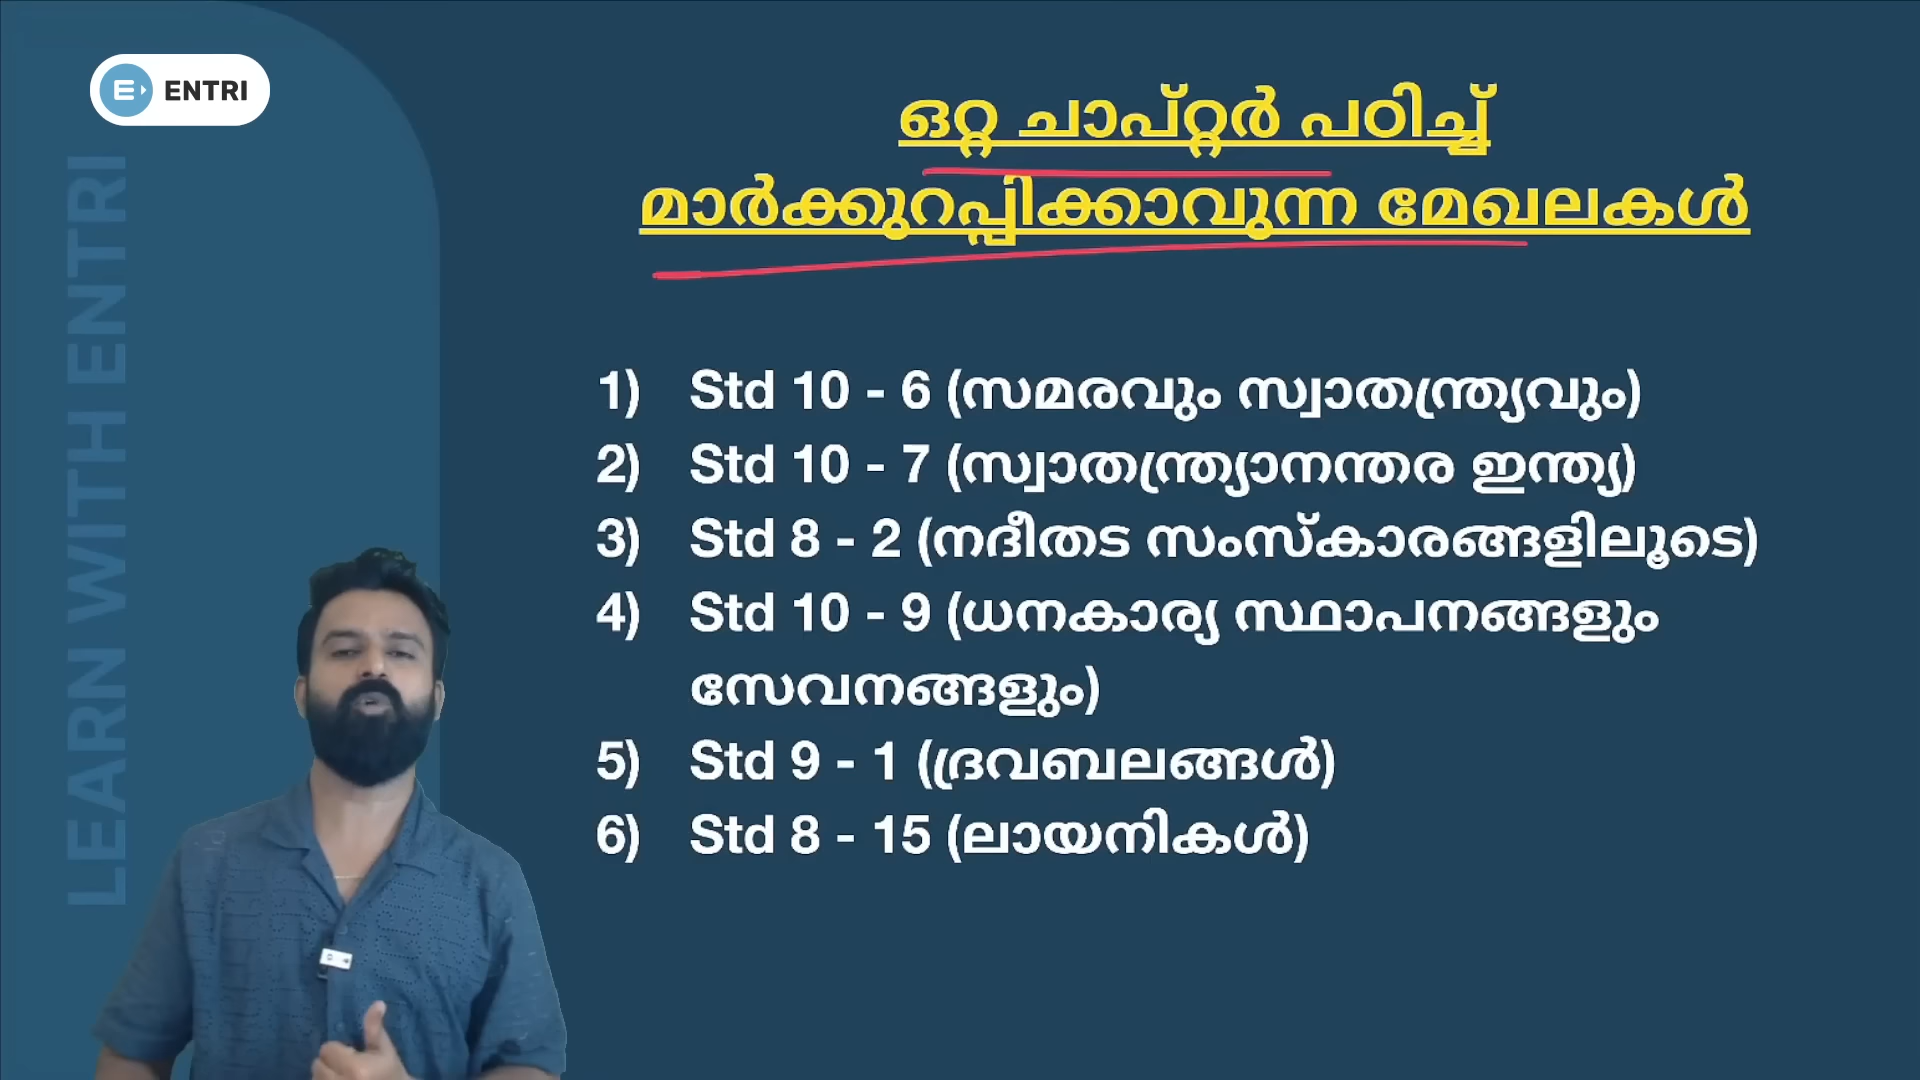 ENTRI
LEARN WITH ENTRI
ഒറ്റ ചാപ്റ്റർ പഠിച്ച്
മാർക്കുറപ്പിക്കാവുന്ന മേഖലകൾ
1) Std 10 - 6 (സമരവും സ്വാതന്ത്ര്യവും)
2) Std 10 - 7 (സ്വാതന്ത്ര്യാനന്തര ഇന്ത്യ)
3) Std 8 - 2 (നദീതട സംസ്കാരങ്ങളിലൂടെ)
4) Std 10 - 9 (ധനകാര്യ സ്ഥാപനങ്ങളും
സേവനങ്ങളും)
5) Std 9 - 1 (ദ്രവബലങ്ങൾ)
6) Std 8 - 15 (ലായനികൾ)